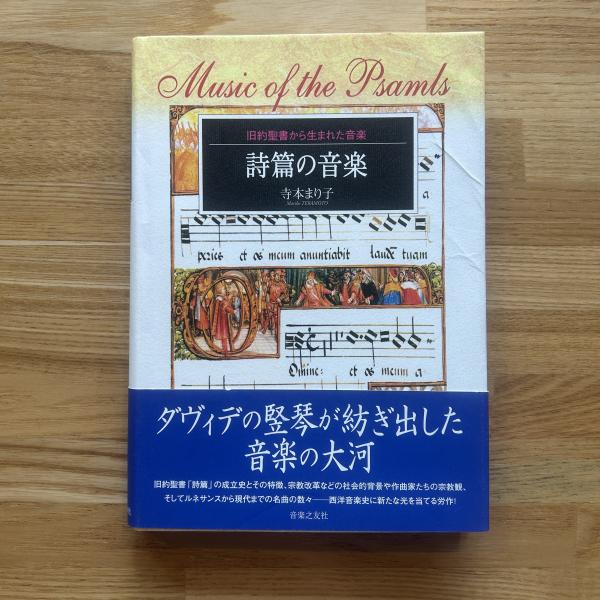 Music of the Psamls
旧約聖書から生まれた音楽
詩篇の音楽
寺本まり子
Mariko TERAMOTO
peries et os meum anuntiabit laudē tuam
Omine: et os meum a
ダヴィデの竪琴が紡ぎ出した
音楽の大河
旧約聖書「詩篇」の成立史とその特徴、宗教改革などの社会的背景や作曲家たちの宗教観、
そしてルネサンスから現代までの名曲の数々──西洋音楽史に新たな光を当てる労作!
音楽之友社